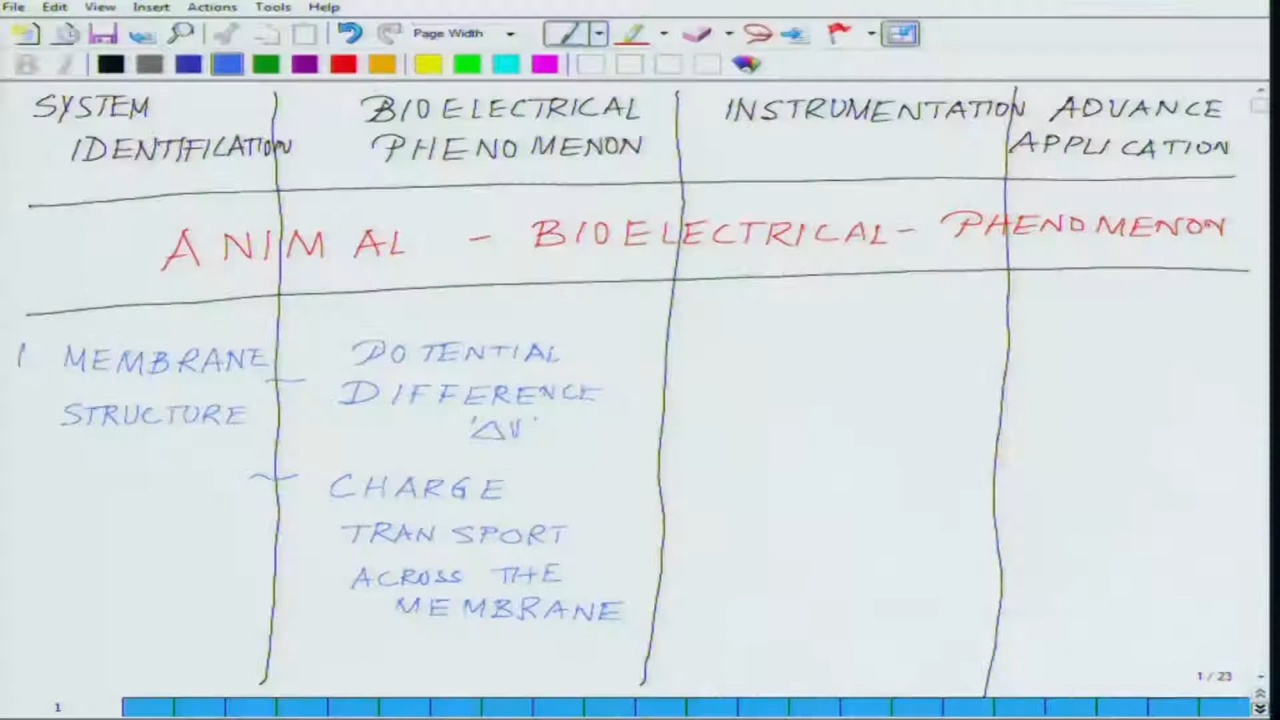 File Edit View Insert Actions Tools Help
Page Width
SYSTEM IDENTIFICATION
BIOELECTRICAL PHENOMENON
INSTRUMENTATION
ADVANCE APPLICATION
ANIMAL - BIOELECTRICAL - PHENOMENON
1 MEMBRANE
STRUCTURE
POTENTIAL
DIFFERENCE
'ΔV'
CHARGE
TRANSPORT
ACROSS THE
MEMBRANE
1 / 23
1